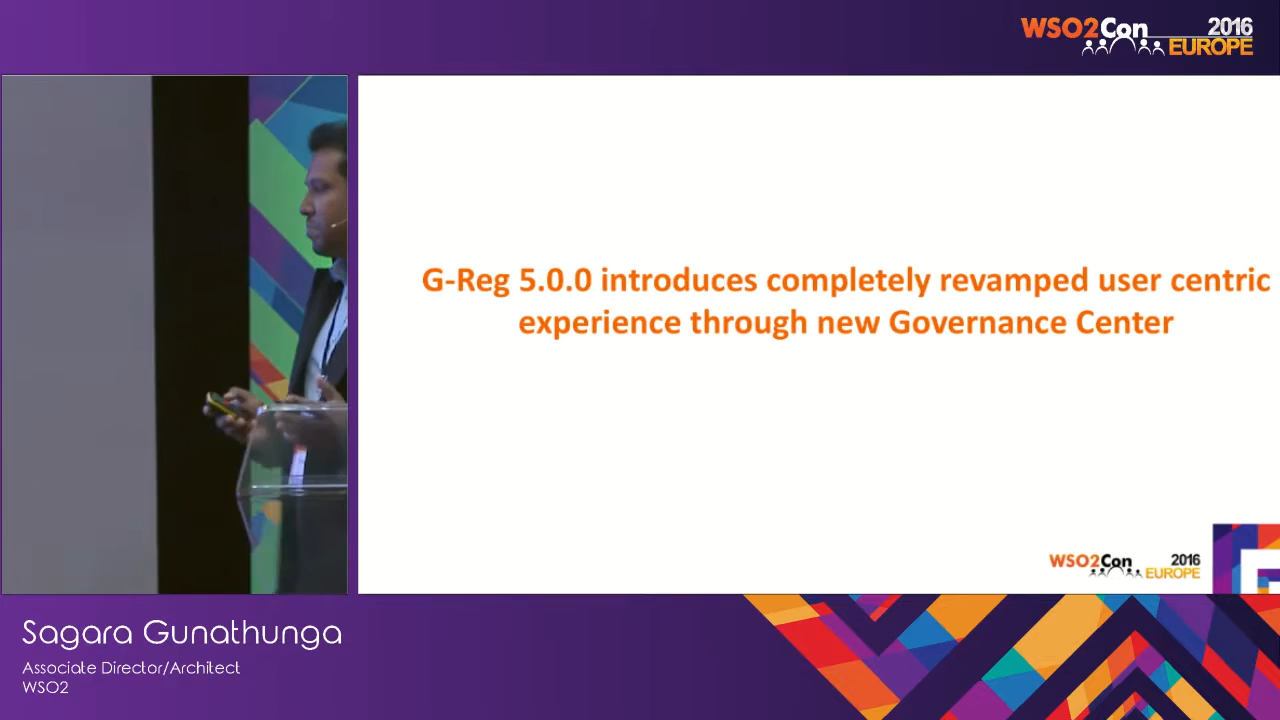 WSO2Con 2016
EUROPE
G-Reg 5.0.0 introduces completely revamped user centric
experience through new Governance Center
WSO2Con 2016
EUROPE
Sagara Gunathunga
Associate Director/Architect
WSO2